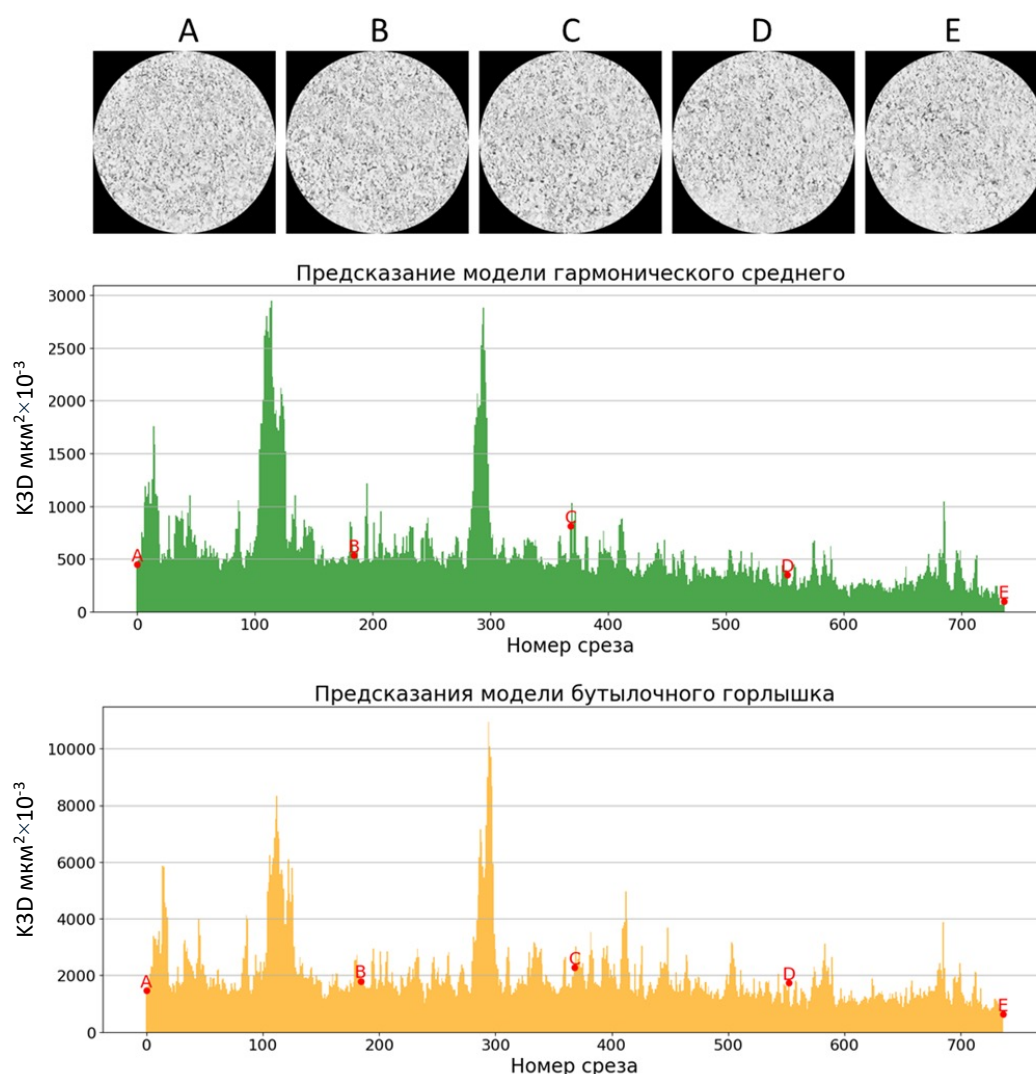 A B C D E
Предсказание модели гармонического среднего
K3D мкм²×10⁻³
3000
2500
2000
1500
1000
500
0
A B C D E
0 100 200 300 400 500 600 700
Номер среза
Предсказания модели бутылочного горлышка
K3D мкм²×10⁻³
10000
8000
6000
4000
2000
0
A B C D E
0 100 200 300 400 500 600 700
Номер среза